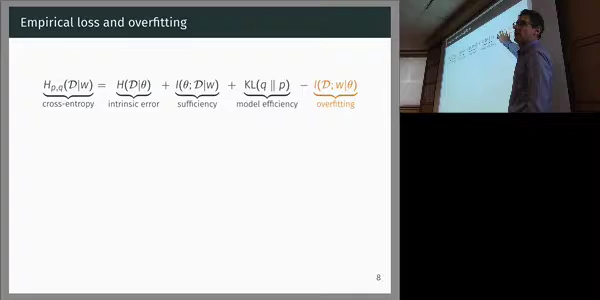 Empirical loss and overfitting
H_{p,q}(𝒟|w) = H(𝒟|θ) + I(θ; 𝒟|w) + KL(q ∥ p) − I(𝒟; w|θ)
cross-entropy intrinsic error sufficiency model efficiency overfitting
8